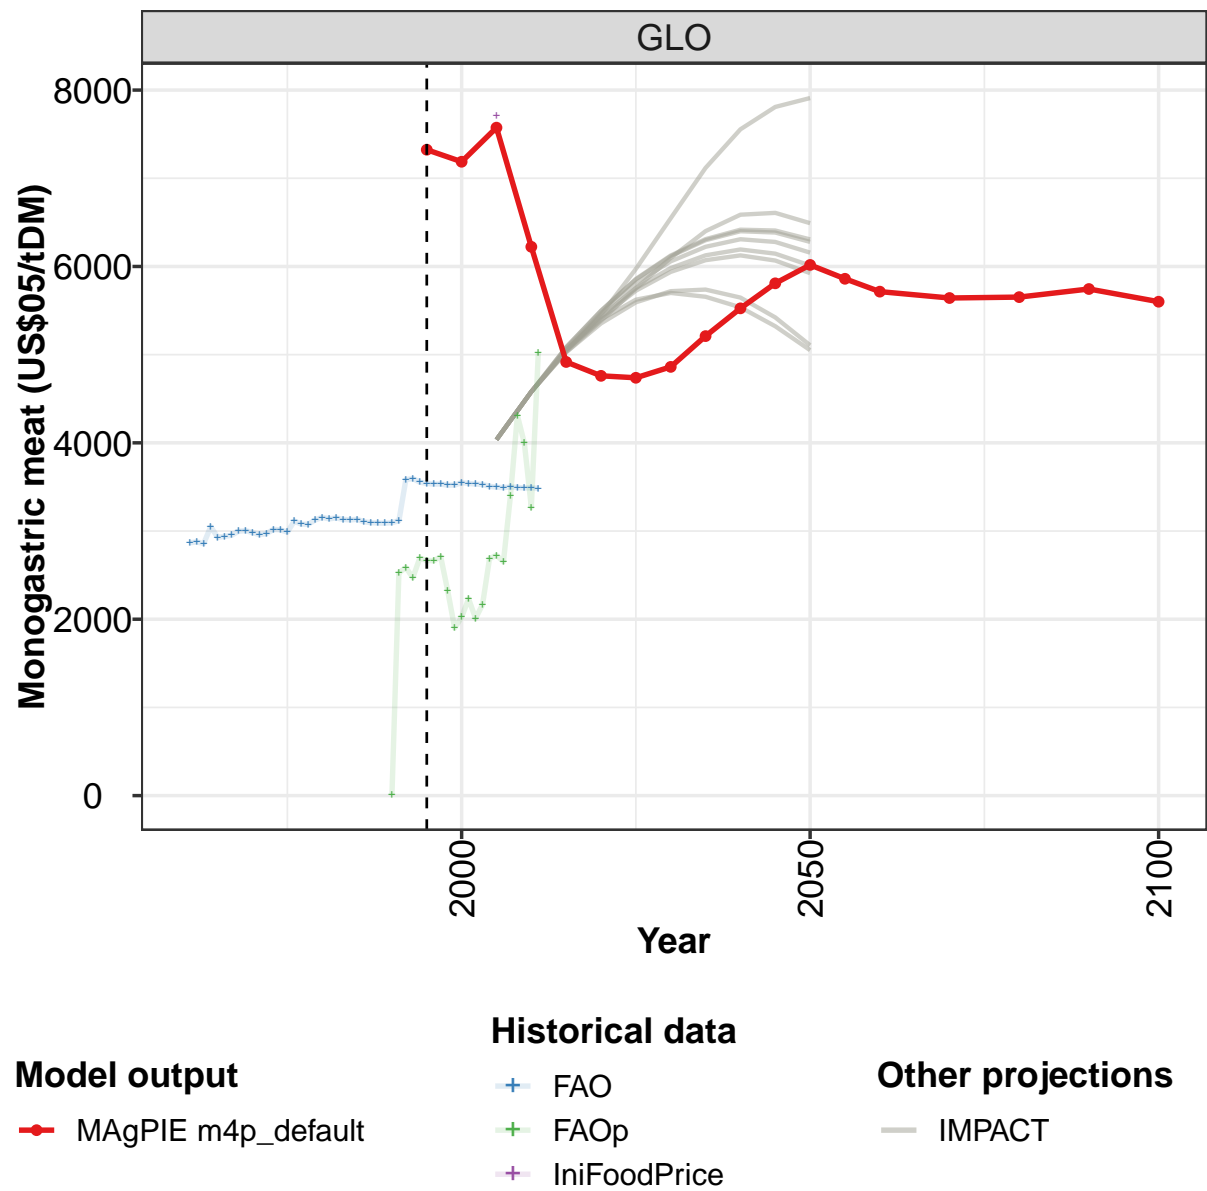 GLO
Monogastric meat (US$05/tDM)
8000
6000
4000
2000
0
2000
2050
2100
Year
Model output
MAgPIE m4p_default
Historical data
FAO
FAOp
IniFoodPrice
Other projections
IMPACT